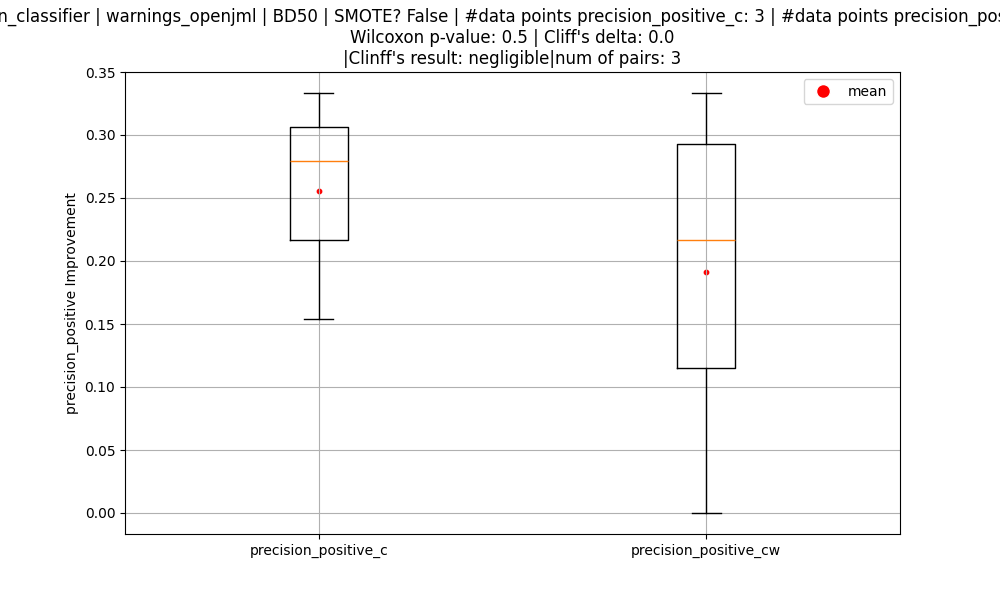 n_classifier | warnings_openjml | BD50 | SMOTE? False | #data points precision_positive_c: 3 | #data points precision_pos
Wilcoxon p-value: 0.5 | Cliff's delta: 0.0
|Clinff's result: negligible|num of pairs: 3
mean
0.35
0.30
0.25
0.20
0.15
0.10
0.05
0.00
precision_positive Improvement
precision_positive_c
precision_positive_cw